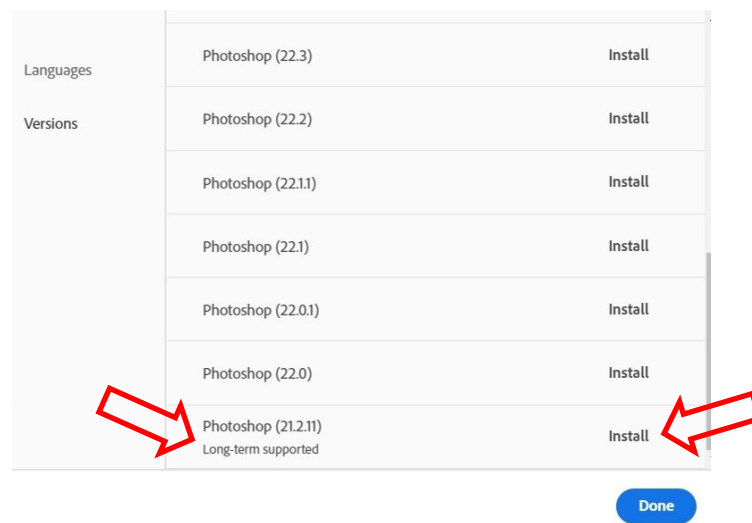 Languages
Versions
Photoshop (22.3) Install
Photoshop (22.2) Install
Photoshop (22.1.1) Install
Photoshop (22.1) Install
Photoshop (22.0.1) Install
Photoshop (22.0) Install
Photoshop (21.2.11) Install
Long-term supported
Done